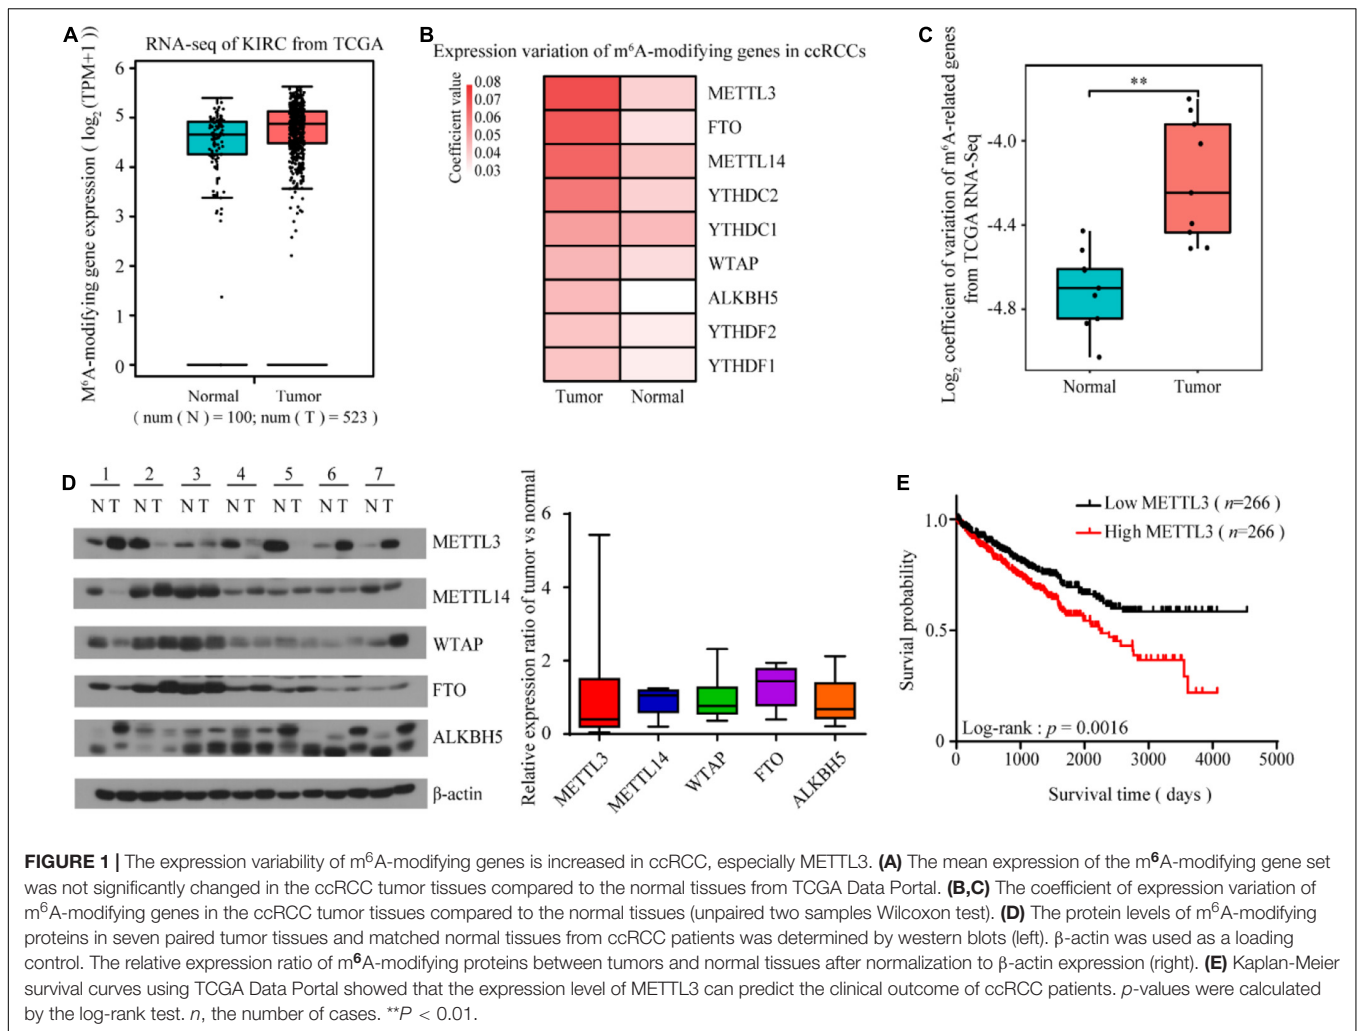 A
RNA-seq of KIRC from TCGA
M⁶A-modifying gene expression ( log₂ (TPM+1 ))
6
5
4
3
2
1
0
Normal Tumor
( num ( N ) = 100; num ( T ) = 523 )
B
Expression variation of m⁶A-modifying genes in ccRCCs
Coefficient value
0.08
0.07
0.06
0.05
0.04
0.03
METTL3
FTO
METTL14
YTHDC2
YTHDC1
WTAP
ALKBH5
YTHDF2
YTHDF1
Tumor Normal
C
Log₂ coefficient of variation of m⁶A-related genes
from TCGA RNA-Seq
**
-4.0
-4.4
-4.8
Normal Tumor
D
1 2 3 4 5 6 7
N T N T N T N T N T N T N T
METTL3
METTL14
WTAP
FTO
ALKBH5
β-actin
Relative expression ratio of tumor vs normal
6
4
2
0
METTL3 METTL14 WTAP FTO ALKBH5
E
Low METTL3 ( n=266 )
High METTL3 ( n=266 )
Survial probability
1.0
0.5
0
Log-rank : p = 0.0016
0 1000 2000 3000 4000 5000
Survival time ( days )
FIGURE 1 | The expression variability of m⁶A-modifying genes is increased in ccRCC, especially METTL3. (A) The mean expression of the m⁶A-modifying gene set
was not significantly changed in the ccRCC tumor tissues compared to the normal tissues from TCGA Data Portal. (B,C) The coefficient of expression variation of
m⁶A-modifying genes in the ccRCC tumor tissues compared to the normal tissues (unpaired two samples Wilcoxon test). (D) The protein levels of m⁶A-modifying
proteins in seven paired tumor tissues and matched normal tissues from ccRCC patients was determined by western blots (left). β-actin was used as a loading
control. The relative expression ratio of m⁶A-modifying proteins between tumors and normal tissues after normalization to β-actin expression (right). (E) Kaplan-Meier
survival curves using TCGA Data Portal showed that the expression level of METTL3 can predict the clinical outcome of ccRCC patients. p-values were calculated
by the log-rank test. n, the number of cases. **P < 0.01.